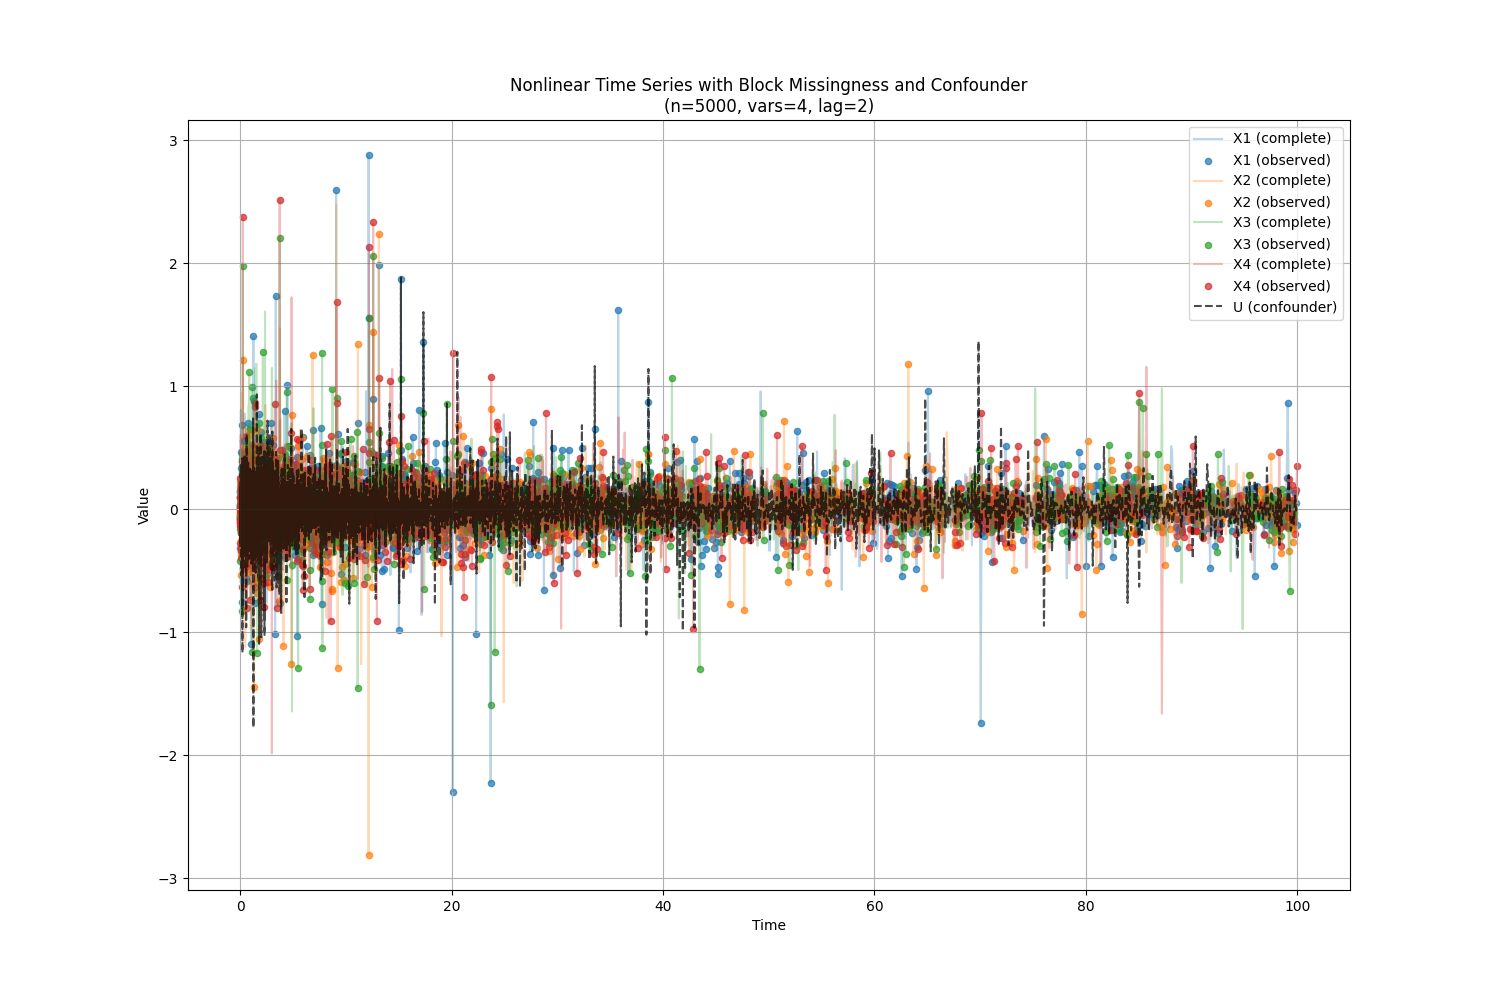 Nonlinear Time Series with Block Missingness and Confounder
(n=5000, vars=4, lag=2)
X1 (complete)
X1 (observed)
X2 (complete)
X2 (observed)
X3 (complete)
X3 (observed)
X4 (complete)
X4 (observed)
U (confounder)
Value
3
2
1
0
−1
−2
−3
0 20 40 60 80 100
Time